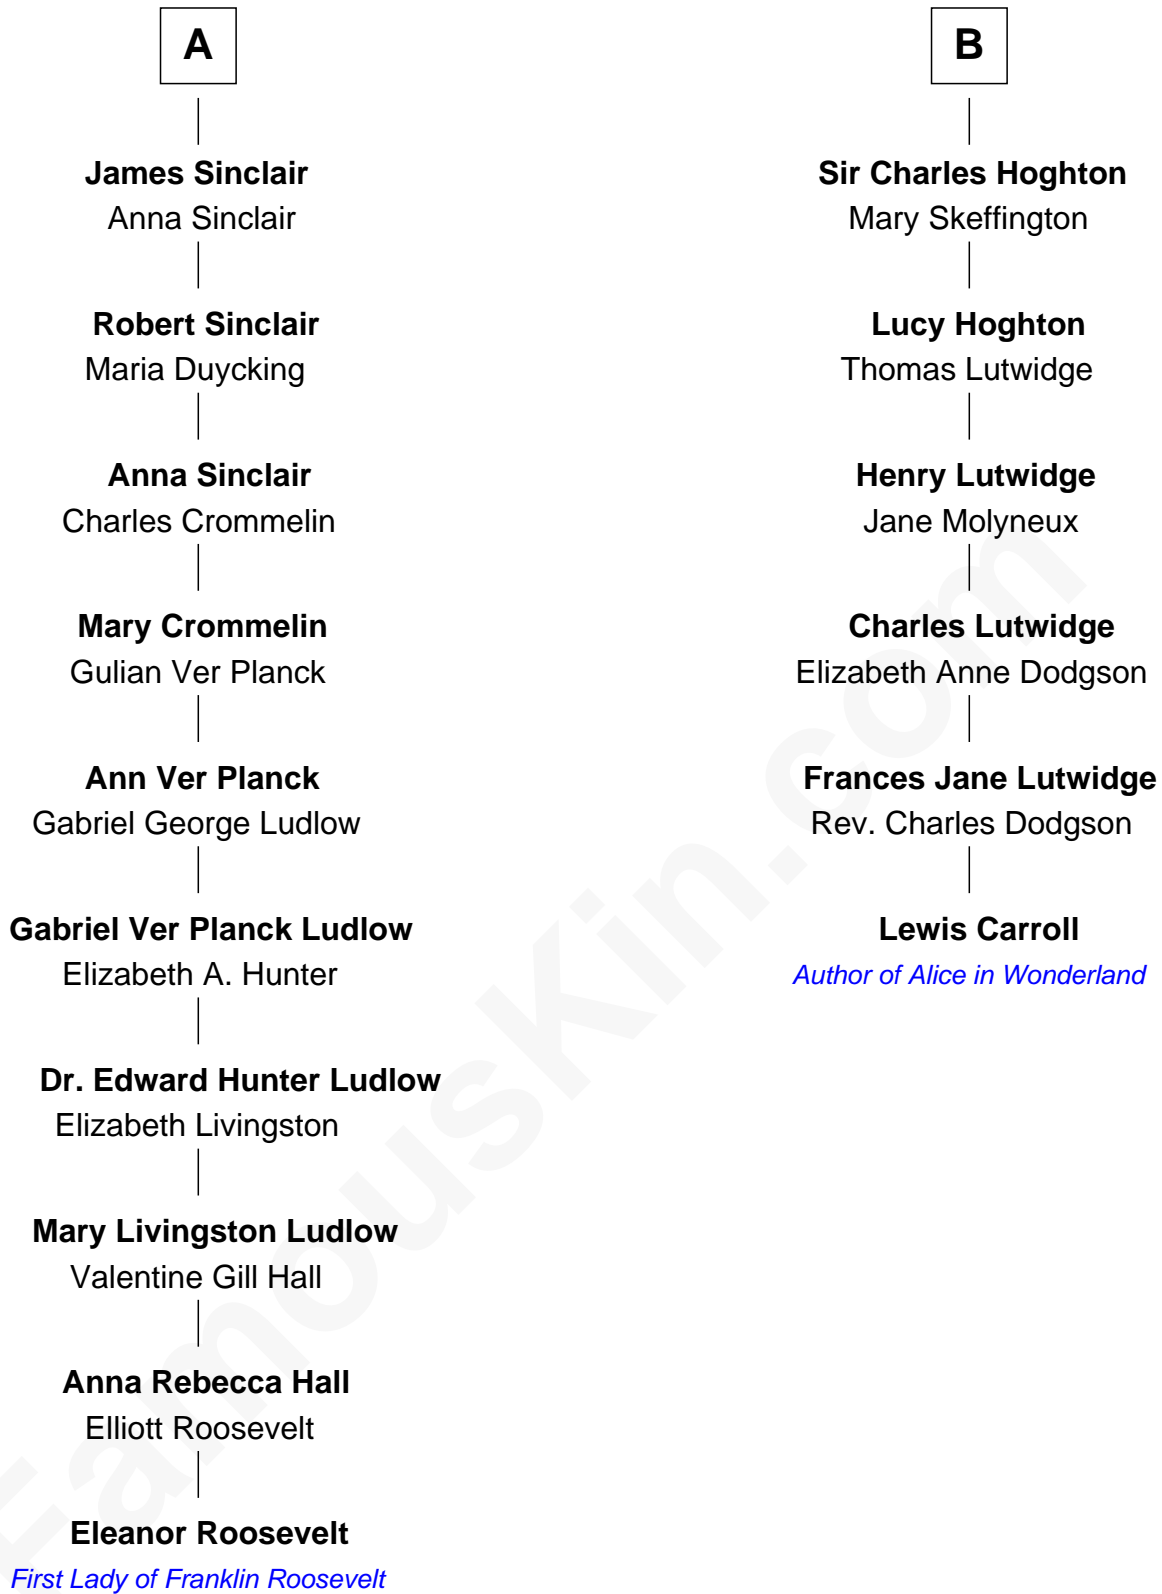 A
James Sinclair
Anna Sinclair
Robert Sinclair
Maria Duycking
Anna Sinclair
Charles Crommelin
Mary Crommelin
Gulian Ver Planck
Ann Ver Planck
Gabriel George Ludlow
Gabriel Ver Planck Ludlow
Elizabeth A. Hunter
Dr. Edward Hunter Ludlow
Elizabeth Livingston
Mary Livingston Ludlow
Valentine Gill Hall
Anna Rebecca Hall
Elliott Roosevelt
Eleanor Roosevelt
First Lady of Franklin Roosevelt
B
Sir Charles Hoghton
Mary Skeffington
Lucy Hoghton
Thomas Lutwidge
Henry Lutwidge
Jane Molyneux
Charles Lutwidge
Elizabeth Anne Dodgson
Frances Jane Lutwidge
Rev. Charles Dodgson
Lewis Carroll
Author of Alice in Wonderland
FamousKin.com